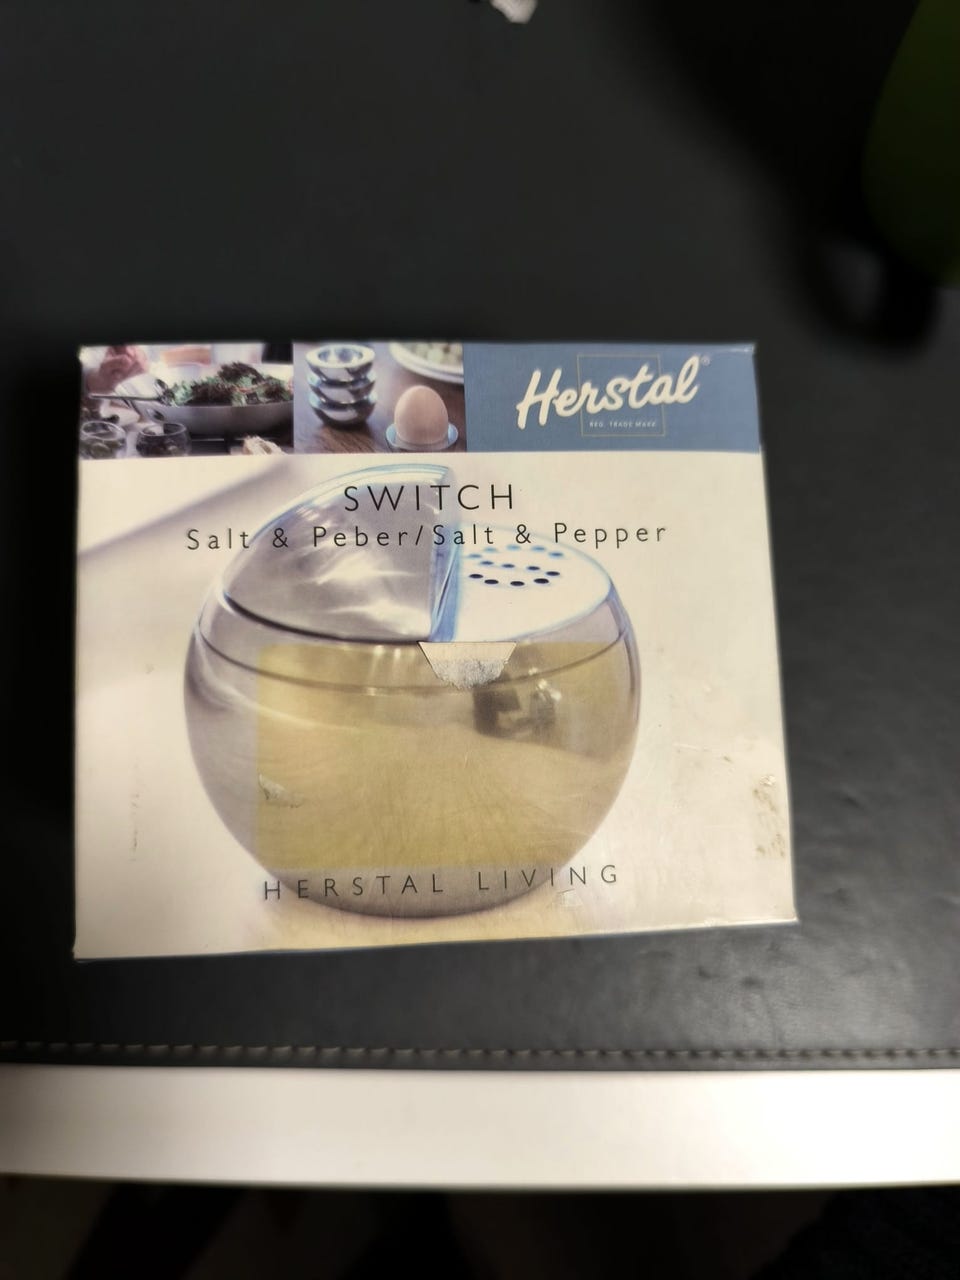 Herstal®
REG. TRADE MARK
SWITCH
Salt & Peber/Salt & Pepper
HERSTAL LIVING